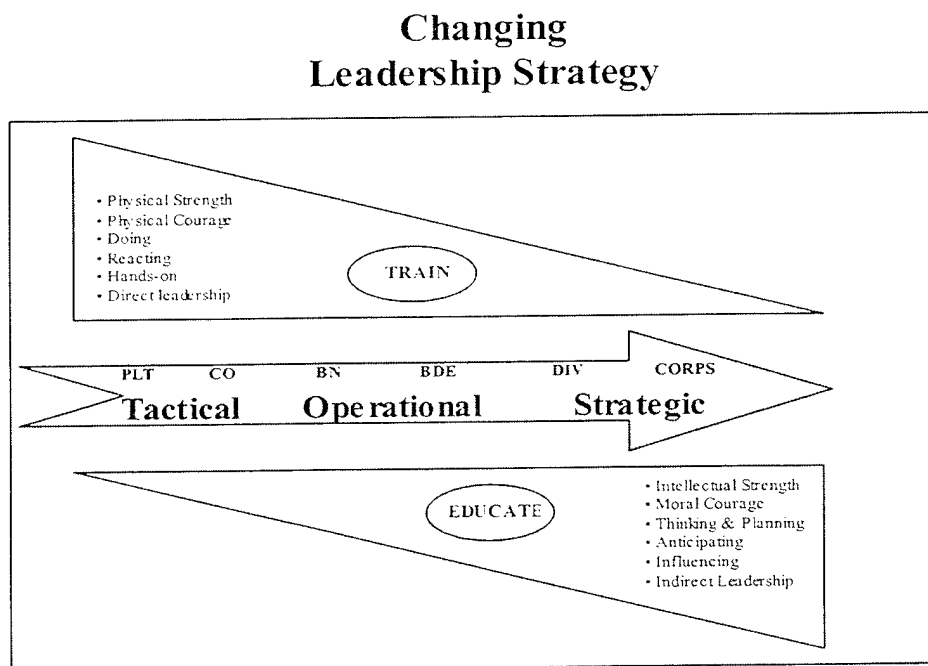 Changing
Leadership Strategy
• Physical Strength
• Physical Courage
• Doing
• Reacting
• Hands-on
• Direct leadership
TRAIN
PLT CO BN BDE DIV CORPS
Tactical Operational Strategic
EDUCATE
• Intellectual Strength
• Moral Courage
• Thinking & Planning
• Anticipating
• Influencing
• Indirect Leadership